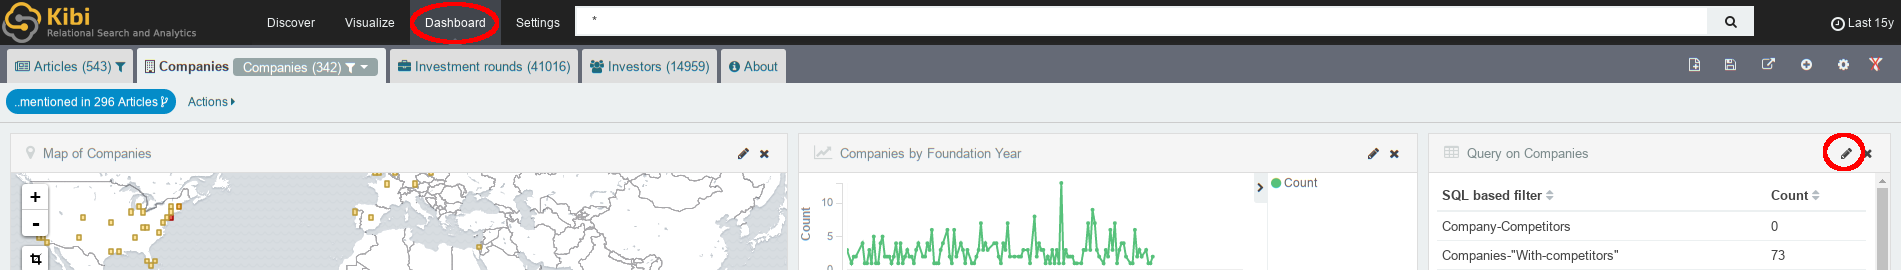 Kibi
Relational Search and Analytics
Discover Visualize Dashboard Settings * Last 15y
Articles (543) Companies Companies (342) Investment rounds (41016) Investors (14959) About
..mentioned in 296 Articles Actions
Map of Companies
+
-
Companies by Foundation Year
Count
10
5
0
Count
Query on Companies
SQL based filter Count
Company-Competitors 0
Companies-"With-competitors" 73